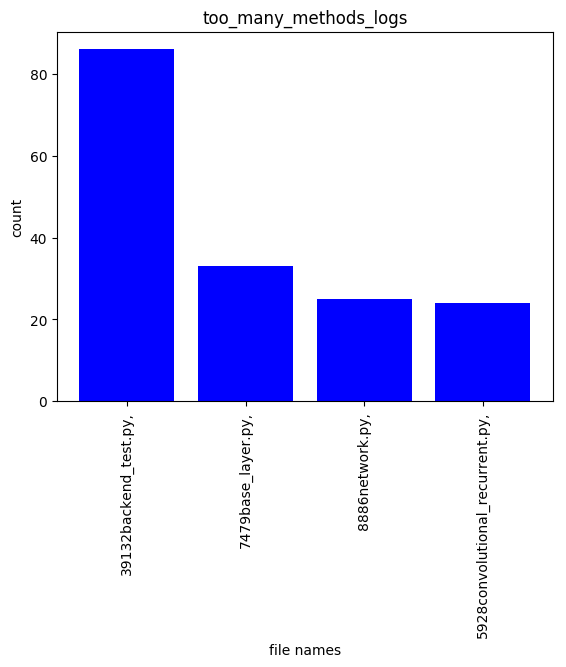 too_many_methods_logs
count
80
60
40
20
0
39132backend_test.py,
7479base_layer.py,
8886network.py,
5928convolutional_recurrent.py,
file names